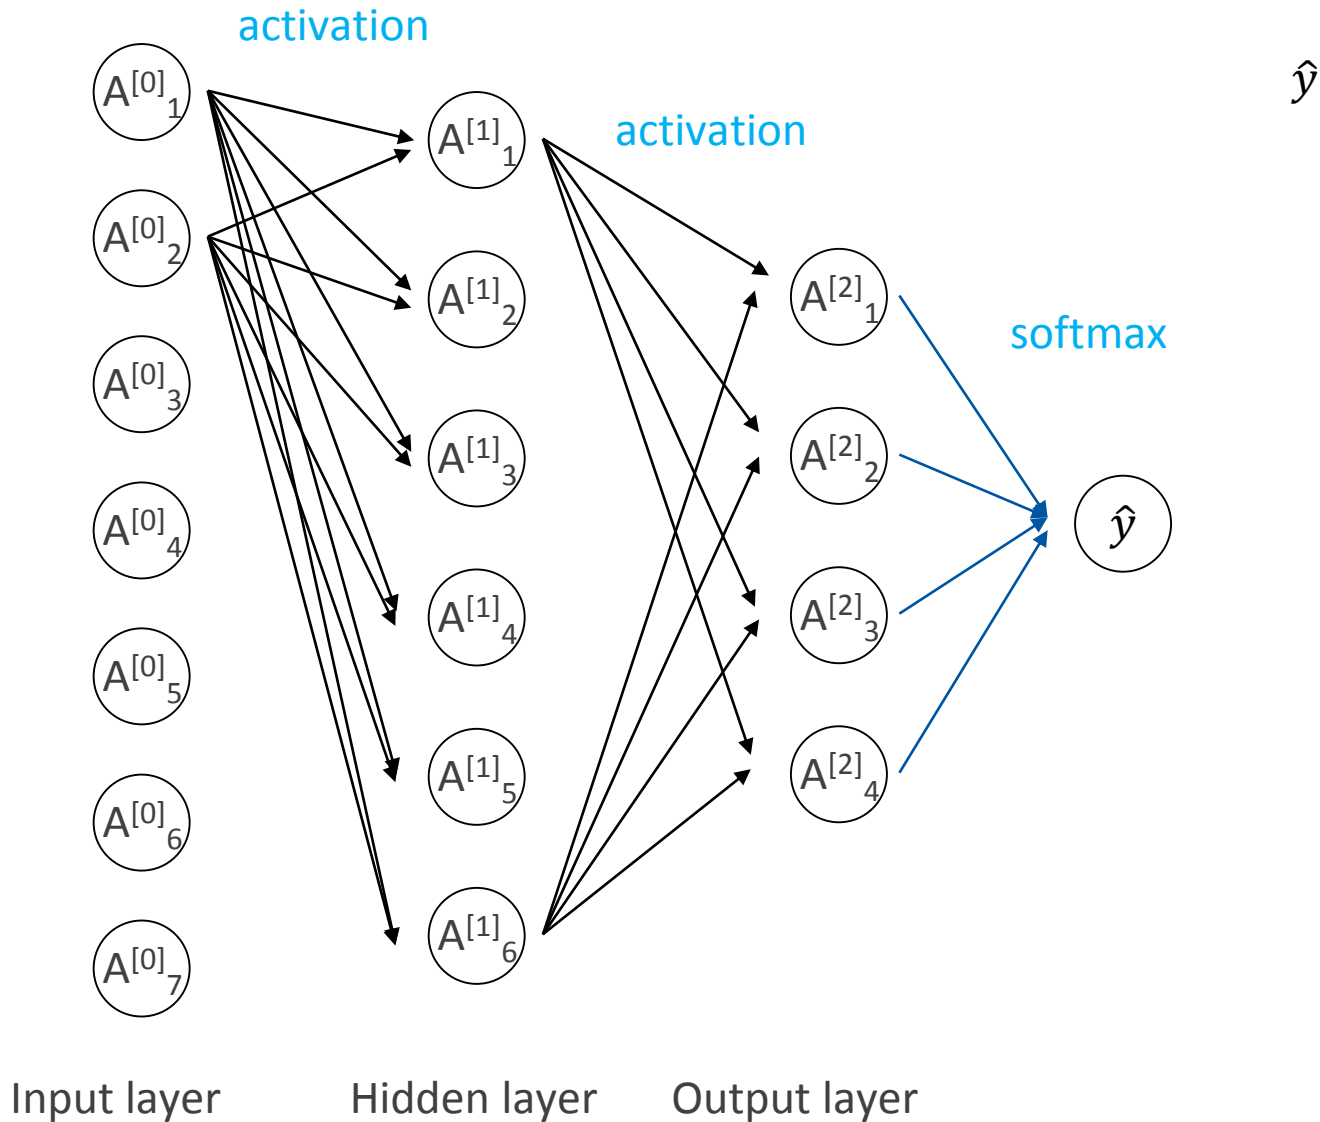 activation
ŷ
A[0]1
A[0]2
A[0]3
A[0]4
A[0]5
A[0]6
A[0]7
activation
A[1]1
A[1]2
A[1]3
A[1]4
A[1]5
A[1]6
A[2]1
A[2]2
A[2]3
A[2]4
softmax
ŷ
Input layer
Hidden layer
Output layer